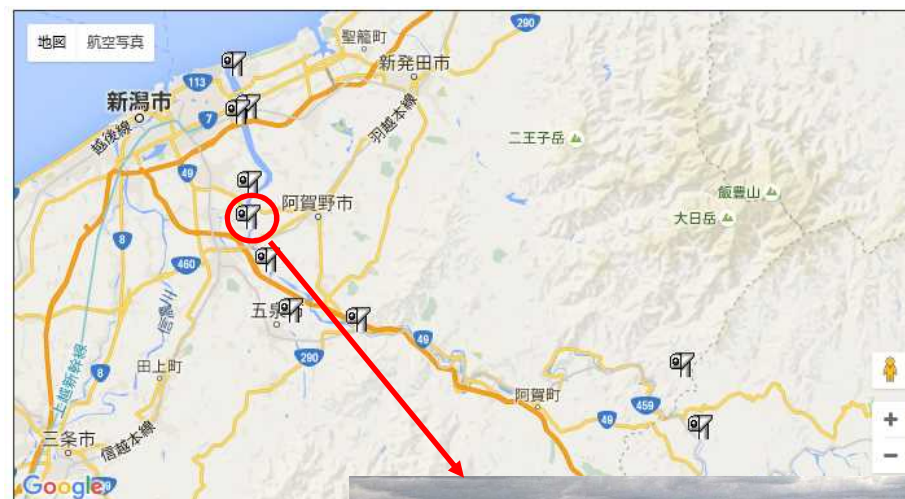 地図 航空写真
290
聖籠町
新発田市
113
新潟市
7
越後線
羽越本線
49
二王子岳
飯豊山
阿賀野市
大日岳
8
460
信濃川
五泉
49
290
上越新幹線
8
田上町
阿賀町
459
49
三条市
信越本線
+
−
Google